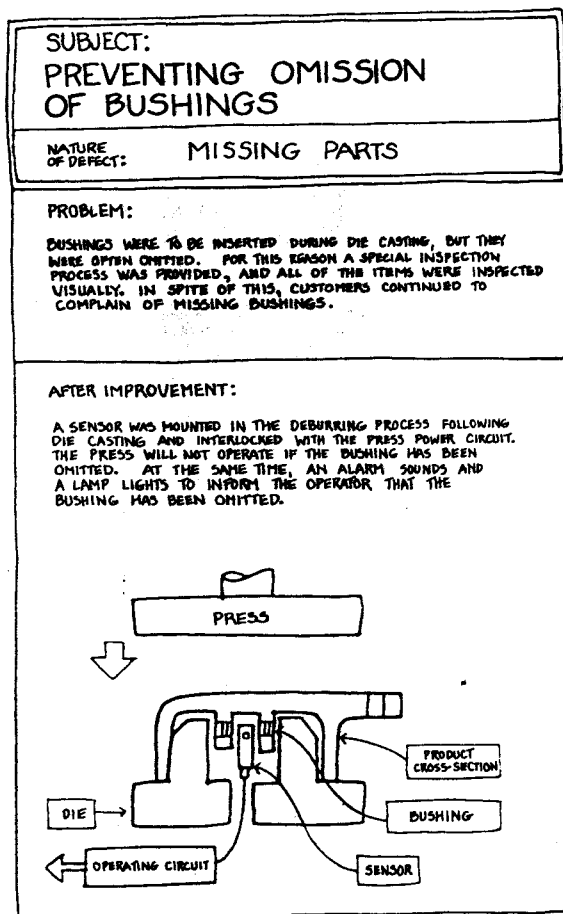 SUBJECT:
PREVENTING OMISSION
OF BUSHINGS
NATURE
OF DEFECT:
MISSING PARTS
PROBLEM:
BUSHINGS WERE TO BE INSERTED DURING DIE CASTING, BUT THEY
WERE OFTEN OMITTED. FOR THIS REASON A SPECIAL INSPECTION
PROCESS WAS PROVIDED, AND ALL OF THE ITEMS WERE INSPECTED
VISUALLY. IN SPITE OF THIS, CUSTOMERS CONTINUED TO
COMPLAIN OF MISSING BUSHINGS.
AFTER IMPROVEMENT:
A SENSOR WAS MOUNTED IN THE DEBURRING PROCESS FOLLOWING
DIE CASTING AND INTERLOCKED WITH THE PRESS POWER CIRCUIT.
THE PRESS WILL NOT OPERATE IF THE BUSHING HAS BEEN
OMITTED. AT THE SAME TIME, AN ALARM SOUNDS AND
A LAMP LIGHTS TO INFORM THE OPERATOR THAT THE
BUSHING HAS BEEN OMITTED.
PRESS
PRODUCT
CROSS-SECTION
DIE
BUSHING
OPERATING CIRCUIT
SENSOR